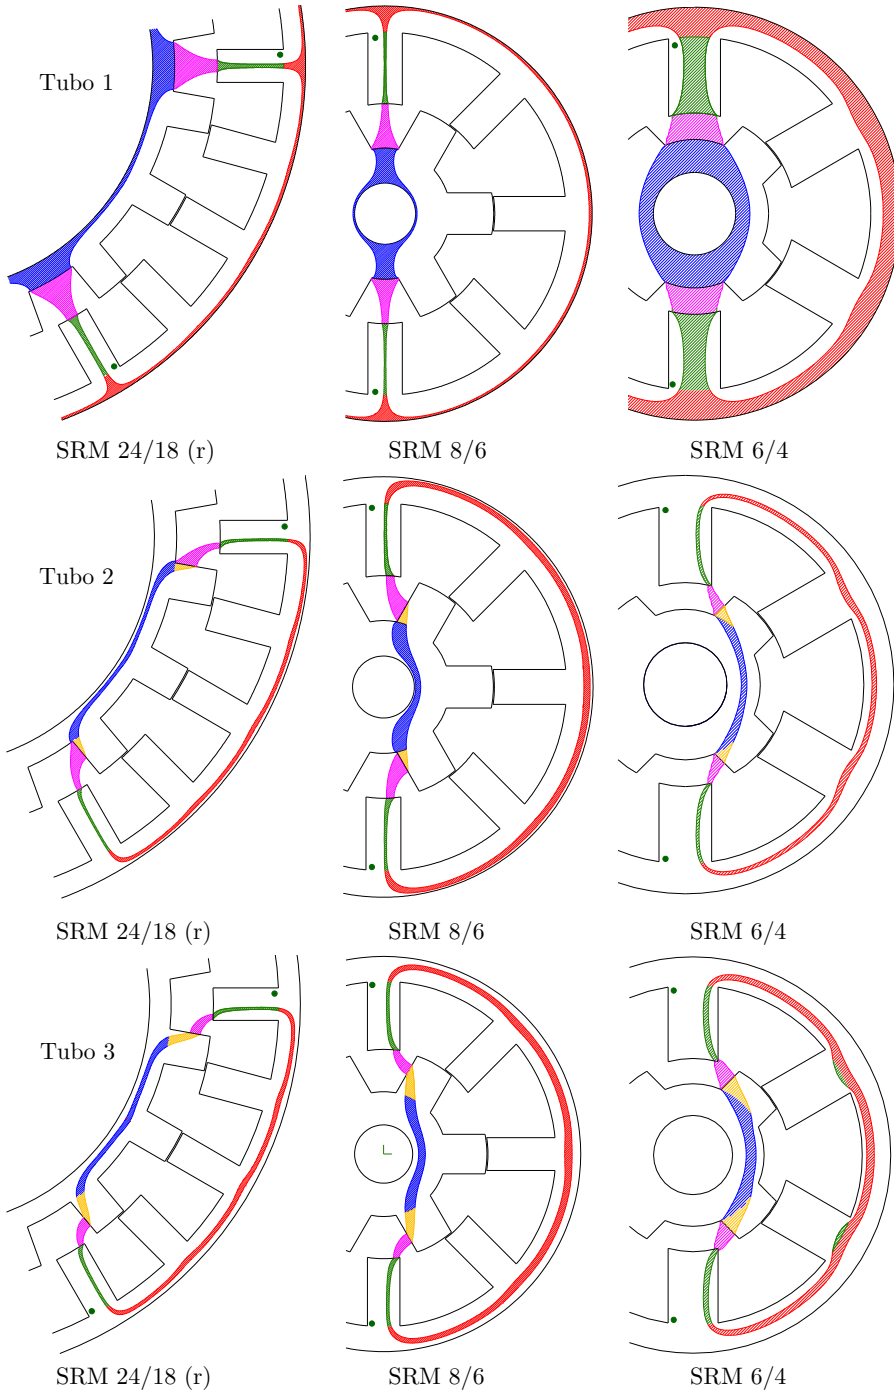 Tubo 1
SRM 24/18 (r) SRM 8/6 SRM 6/4
Tubo 2
SRM 24/18 (r) SRM 8/6 SRM 6/4
Tubo 3
SRM 24/18 (r) SRM 8/6 SRM 6/4